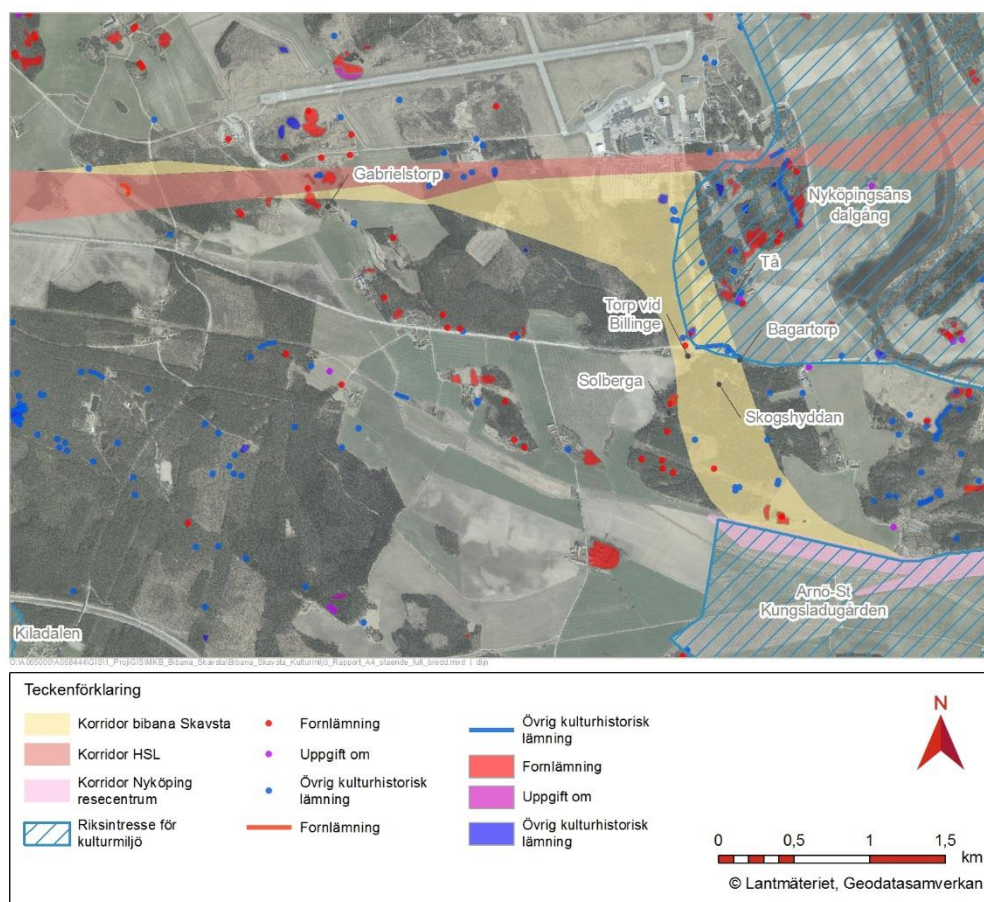 Gabrielstorp
Nyköpingsåns
dalgång
Tå
Torp vid
Billinge
Bagartorp
Solberga
Skogshyddan
Arnö-St
Kungsladugården
Kiladalen
Teckenförklaring
Korridor bibana Skavsta
Korridor HSL
Korridor Nyköping
resecentrum
Riksintresse för
kulturmiljö
Fornlämning
Uppgift om
Övrig kulturhistorisk
lämning
Fornlämning
Övrig kulturhistorisk
lämning
Fornlämning
Uppgift om
Övrig kulturhistorisk
lämning
N
0 0,5 1 1,5
km
© Lantmäteriet, Geodatasamverkan